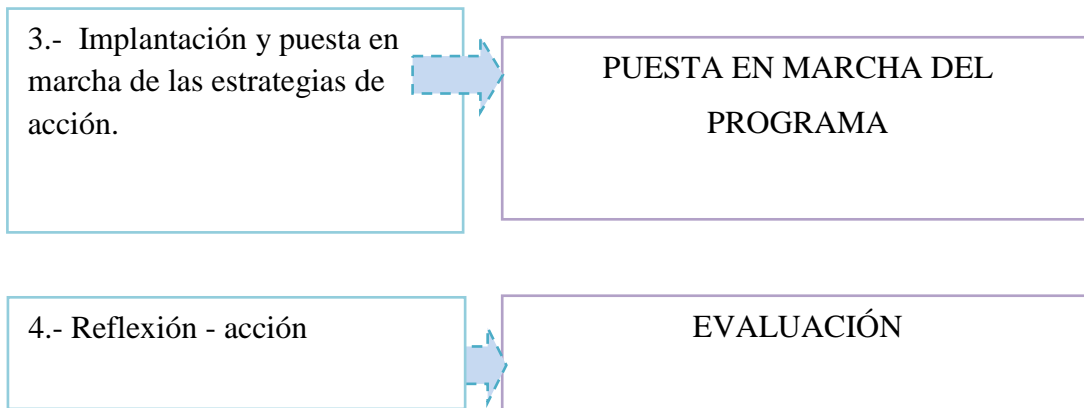 3.- Implantación y puesta en
marcha de las estrategias de
acción.
PUESTA EN MARCHA DEL
PROGRAMA
4.- Reflexión - acción
EVALUACIÓN